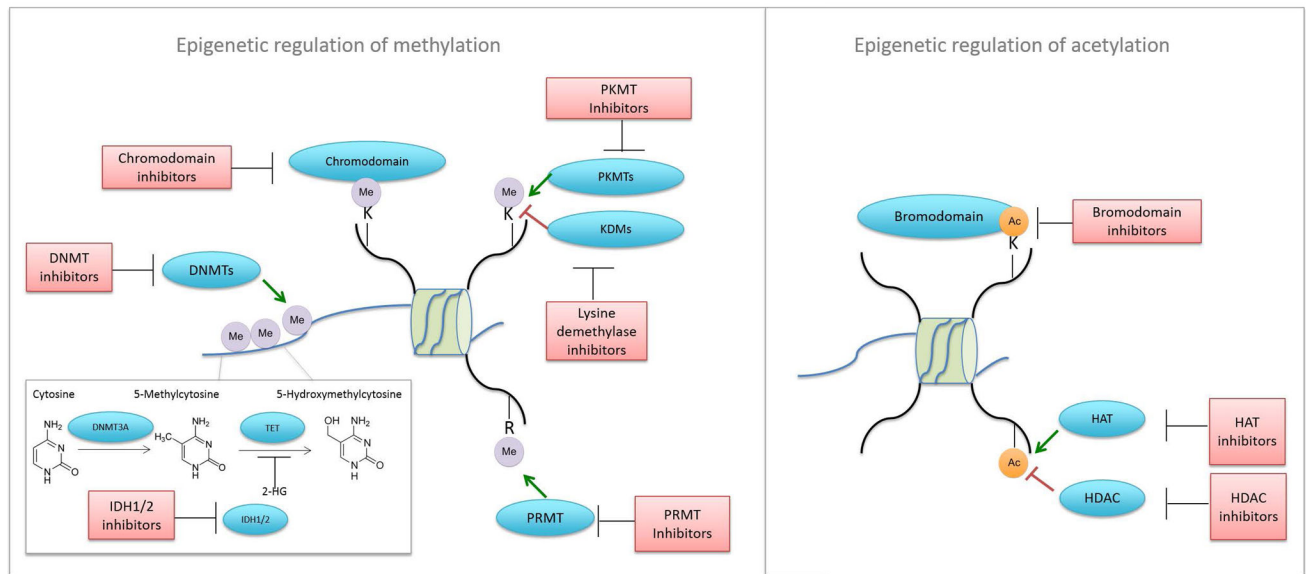 Epigenetic regulation of methylation
PKMT
Inhibitors
Chromodomain
inhibitors
Chromodomain
Me
K
Me
K
PKMTs
KDMs
DNMT
inhibitors
DNMTs
Me
Me
Me
Lysine
demethylase
inhibitors
Cytosine
5-Methylcytosine
5-Hydroxymethylcytosine
NH₂
N
N
H
O
DNMT3A
H₃C
NH₂
N
N
H
O
TET
OH
NH₂
N
N
H
O
2-HG
IDH1/2
inhibitors
IDH1/2
R
Me
PRMT
PRMT
Inhibitors
Epigenetic regulation of acetylation
Bromodomain
Ac
K
Bromodomain
inhibitors
HAT
HAT
inhibitors
Ac
HDAC
HDAC
inhibitors